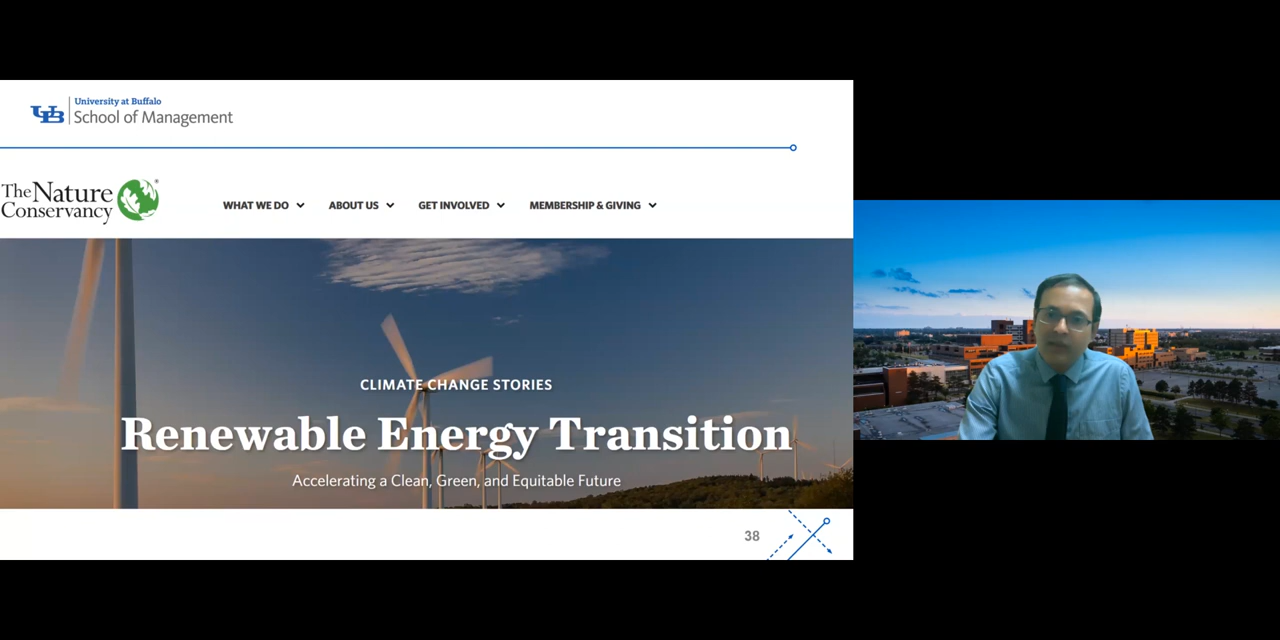 University at Buffalo
School of Management
The Nature
Conservancy
WHAT WE DO
ABOUT US
GET INVOLVED
MEMBERSHIP & GIVING
CLIMATE CHANGE STORIES
Renewable Energy Transition
Accelerating a Clean, Green, and Equitable Future
38